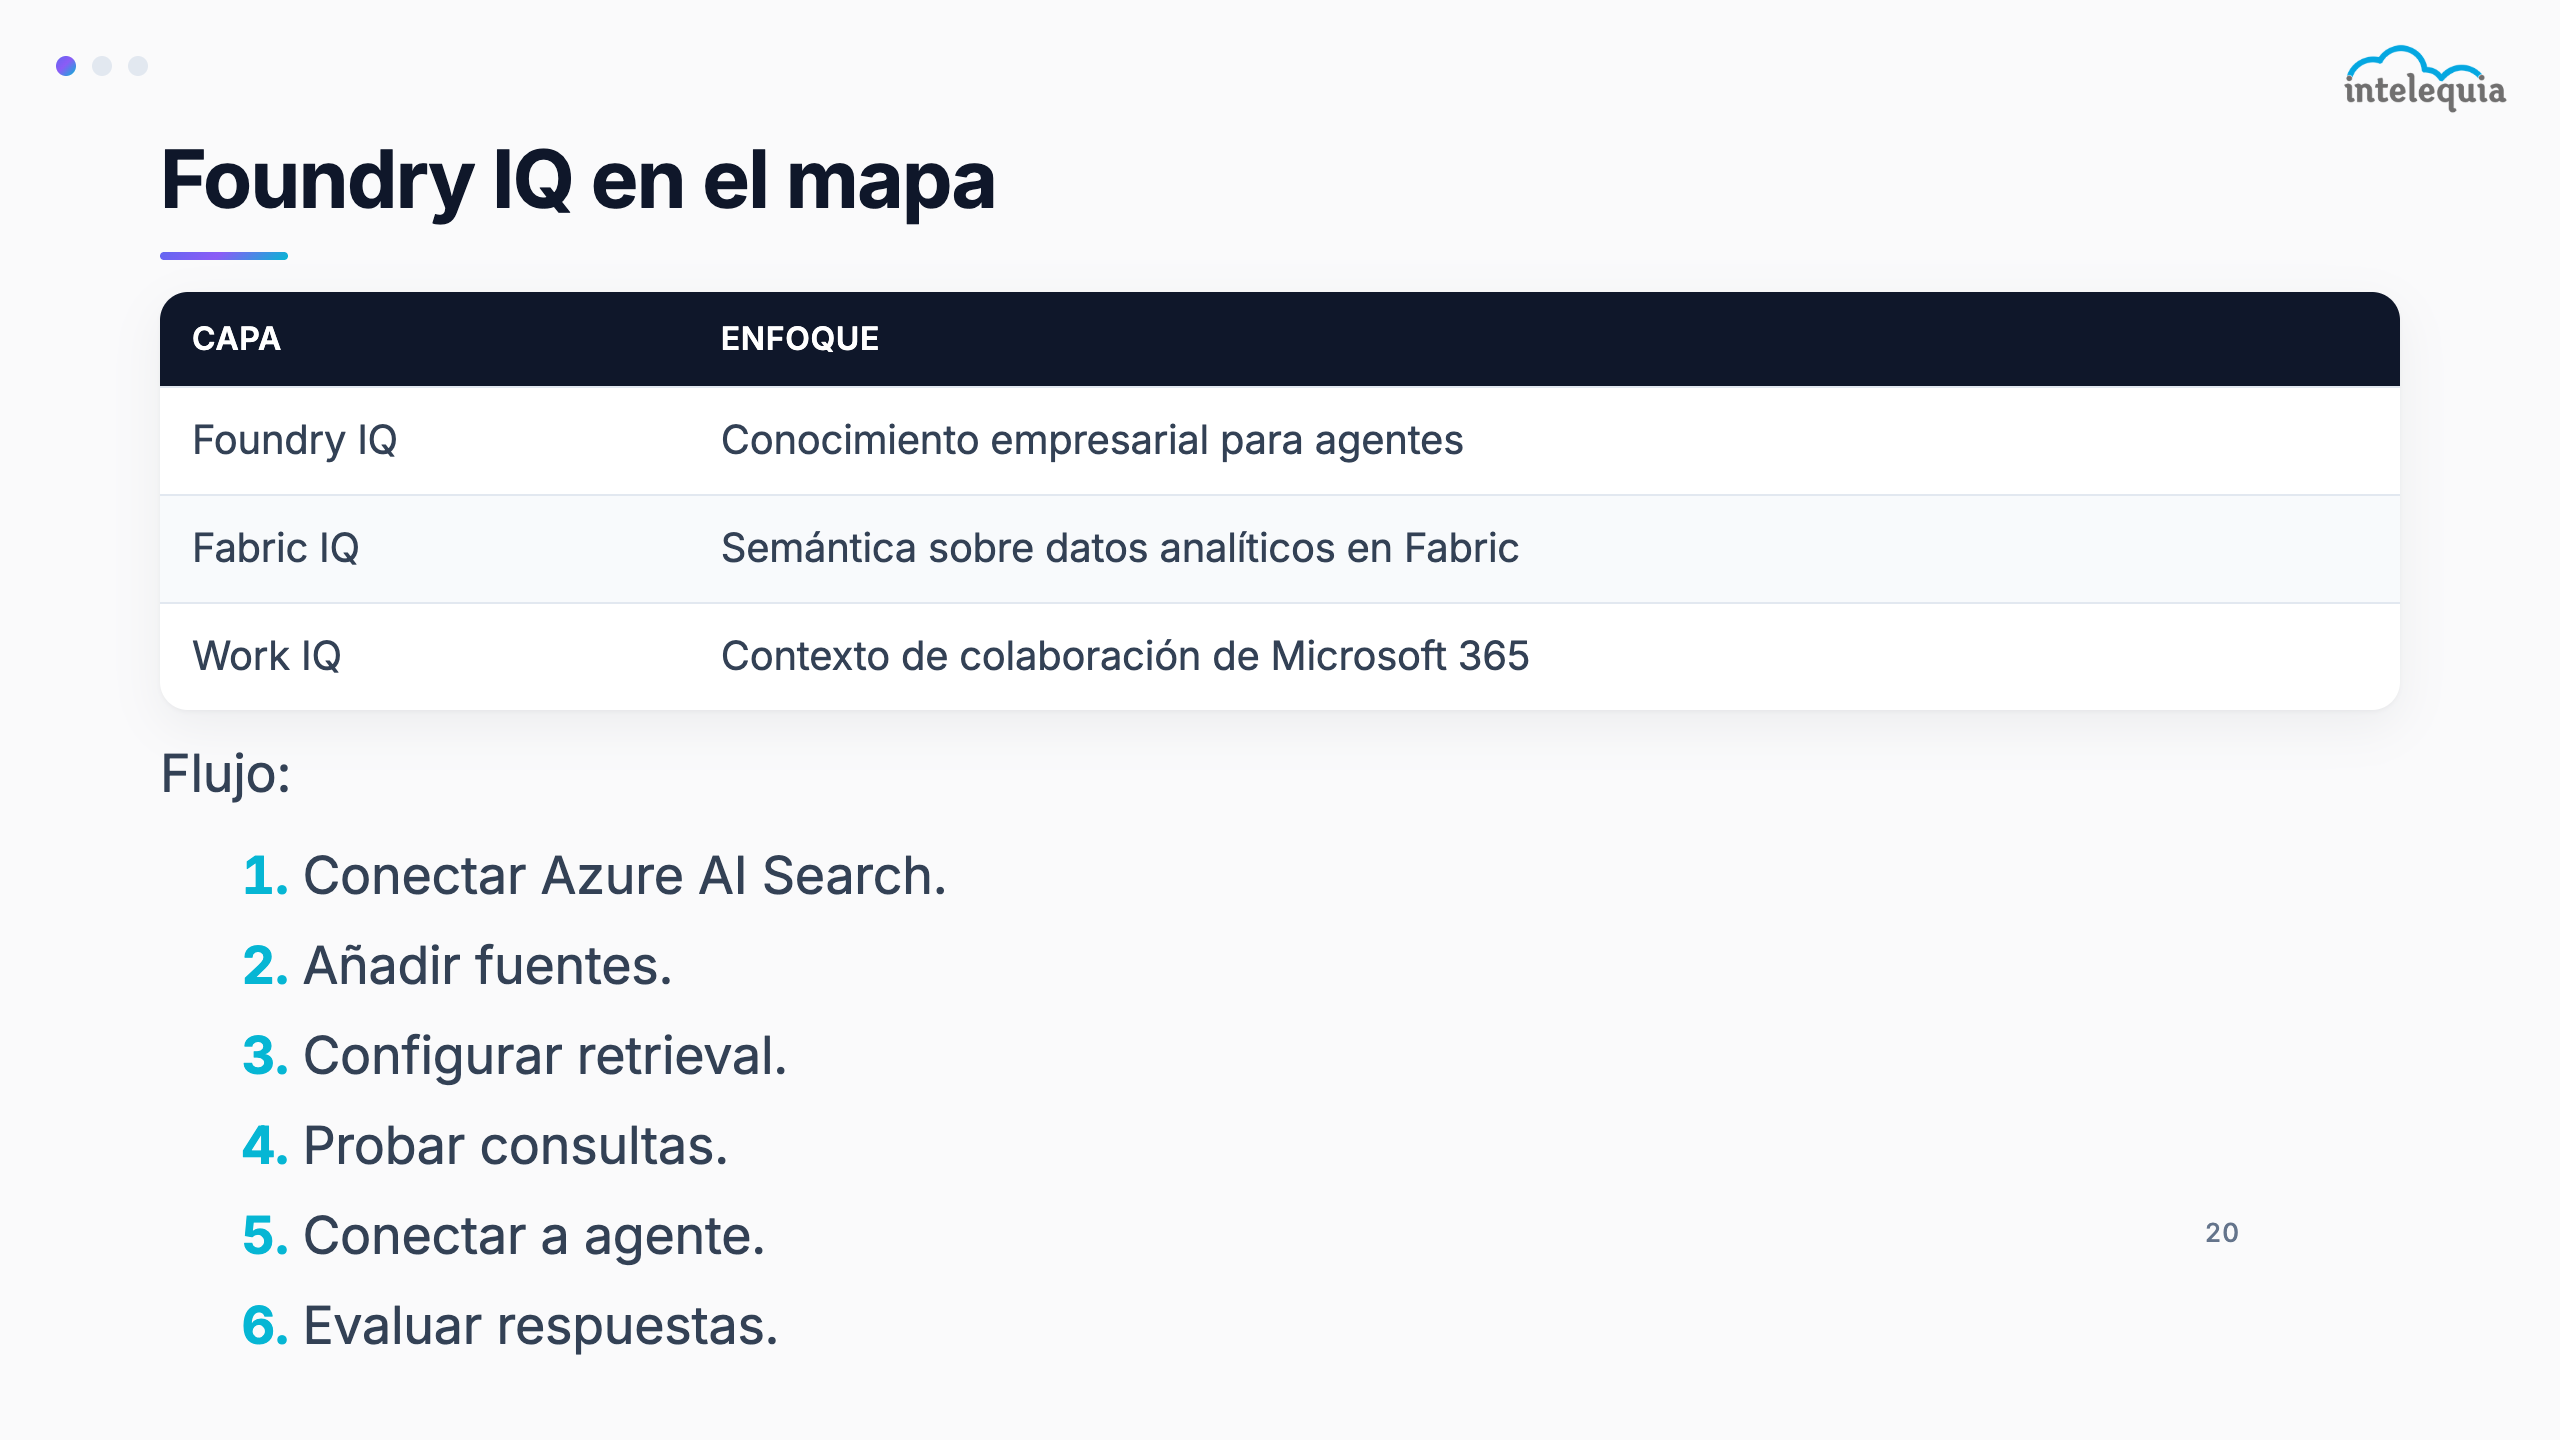 intelequia
Foundry IQ en el mapa
CAPA ENFOQUE
Foundry IQ Conocimiento empresarial para agentes
Fabric IQ Semántica sobre datos analíticos en Fabric
Work IQ Contexto de colaboración de Microsoft 365
Flujo:
1. Conectar Azure AI Search.
2. Añadir fuentes.
3. Configurar retrieval.
4. Probar consultas.
5. Conectar a agente.
20
6. Evaluar respuestas.